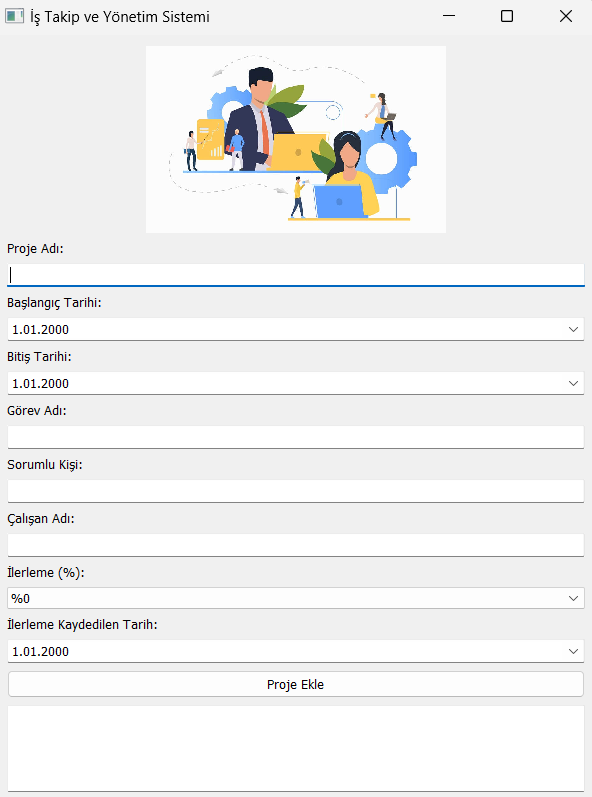 İş Takip ve Yönetim Sistemi
Proje Adı:
Başlangıç Tarihi:
1.01.2000
Bitiş Tarihi:
1.01.2000
Görev Adı:
Sorumlu Kişi:
Çalışan Adı:
İlerleme (%):
%0
İlerleme Kaydedilen Tarih:
1.01.2000
Proje Ekle